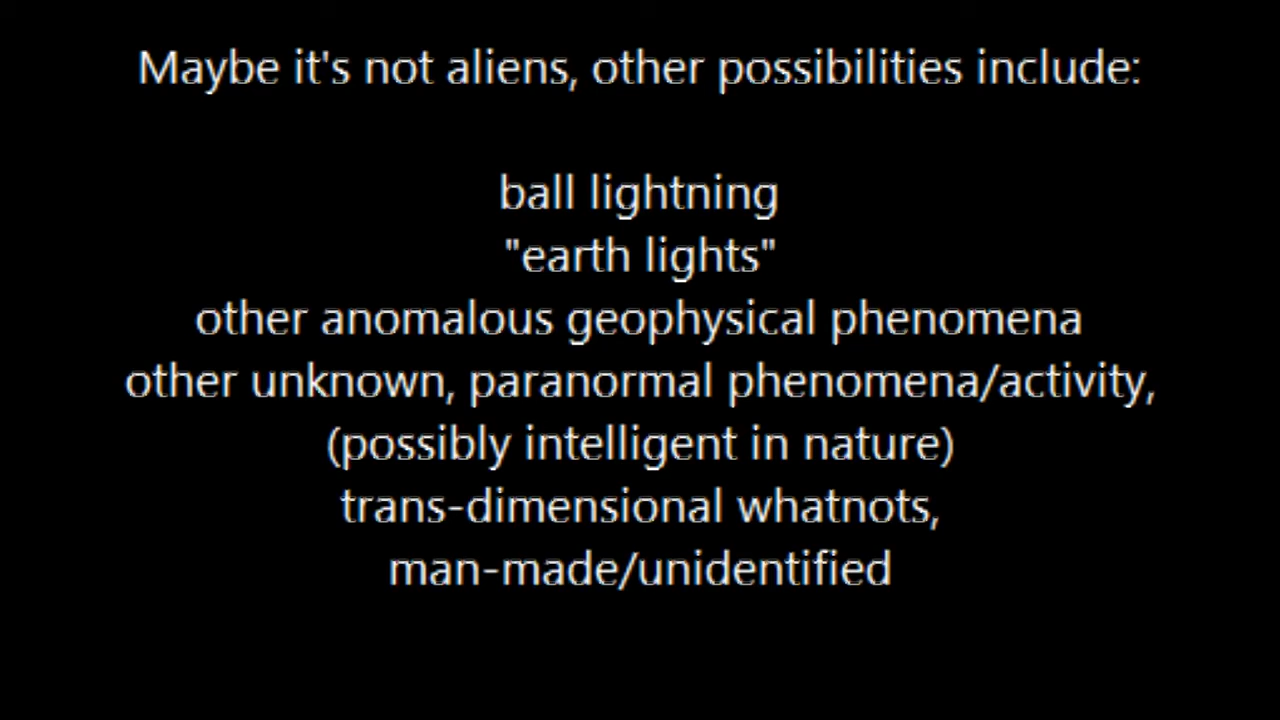 Maybe it's not aliens, other possibilities include:
ball lightning
"earth lights"
other anomalous geophysical phenomena
other unknown, paranormal phenomena/activity,
(possibly intelligent in nature)
trans-dimensional whatnots,
man-made/unidentified